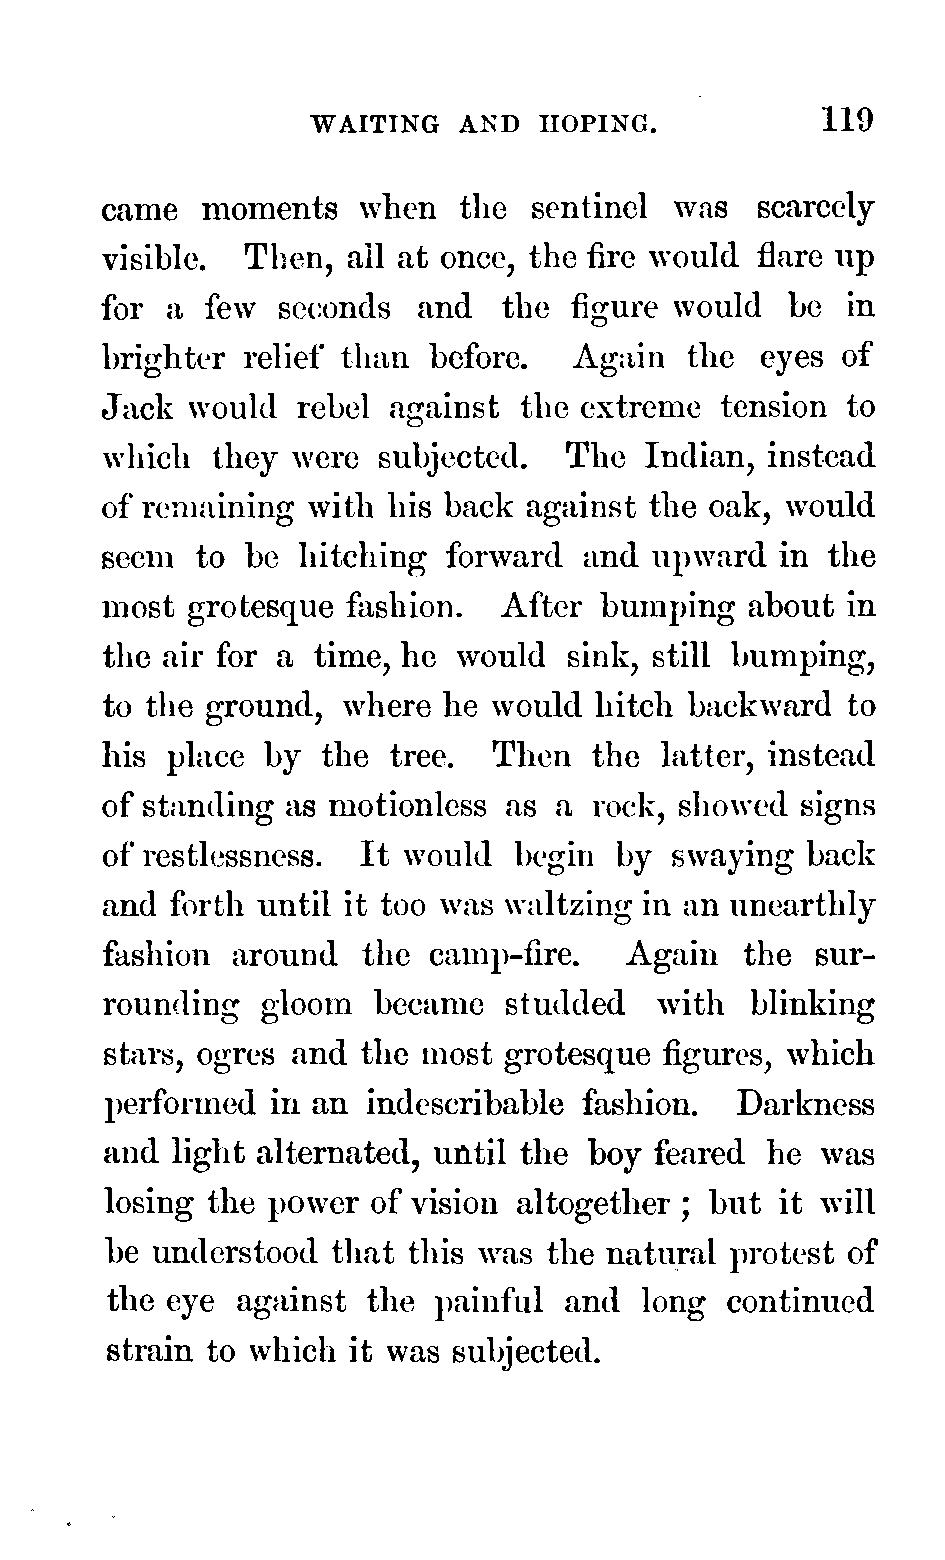 WAITING AND HOPING. 119
came moments when the sentinel was scarcely
visible. Then, all at once, the fire would flare up
for a few seconds and the figure would be in
brighter relief than before. Again the eyes of
Jack would rebel against the extreme tension to
which they were subjected. The Indian, instead
of remaining with his back against the oak, would
seem to be hitching forward and upward in the
most grotesque fashion. After bumping about in
the air for a time, he would sink, still bumping,
to the ground, where he would hitch backward to
his place by the tree. Then the latter, instead
of standing as motionless as a rock, showed signs
of restlessness. It would begin by swaying back
and forth until it too was waltzing in an unearthly
fashion around the camp-fire. Again the sur-
rounding gloom became studded with blinking
stars, ogres and the most grotesque figures, which
performed in an indescribable fashion. Darkness
and light alternated, until the boy feared he was
losing the power of vision altogether ; but it will
be understood that this was the natural protest of
the eye against the painful and long continued
strain to which it was subjected.